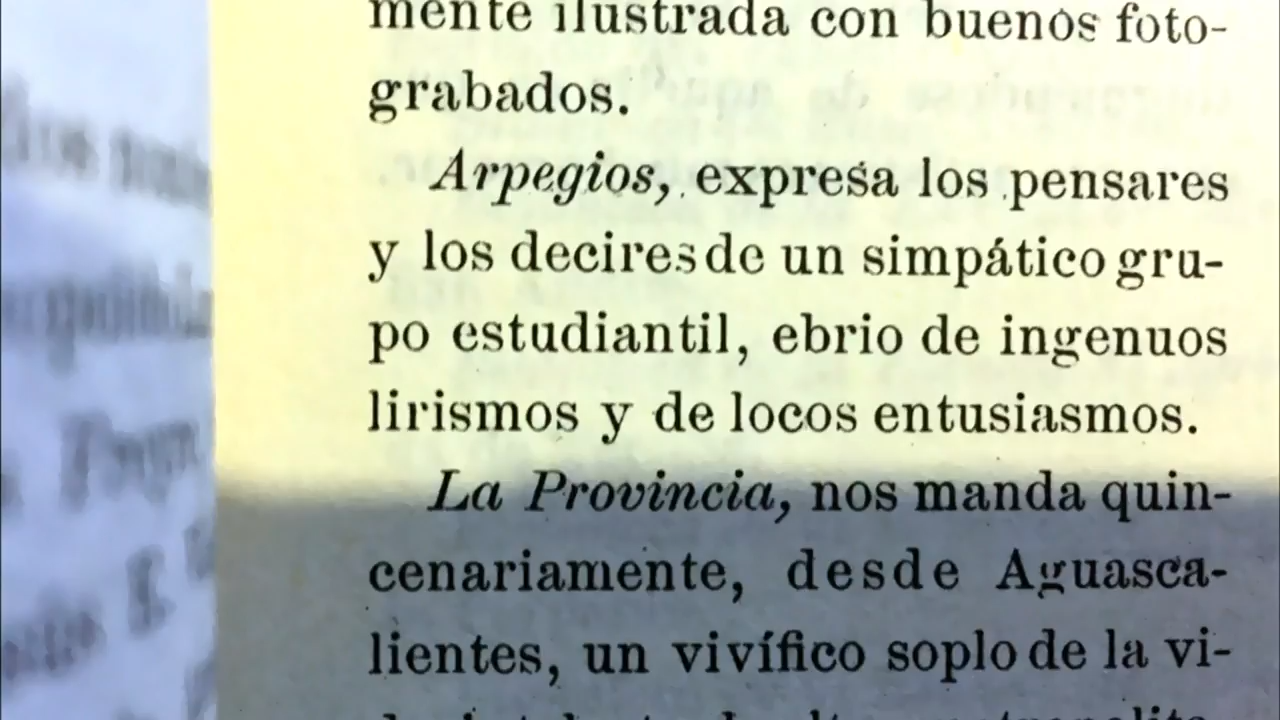 mente ilustrada con buenos foto-
grabados.
Arpegios, expresa los pensares
y los decires de un simpático gru-
po estudiantil, ebrio de ingenuos
lirismos y de locos entusiasmos.
La Provincia, nos manda quin-
cenariamente, desde Aguasca-
lientes, un vivífico soplo de la vi-